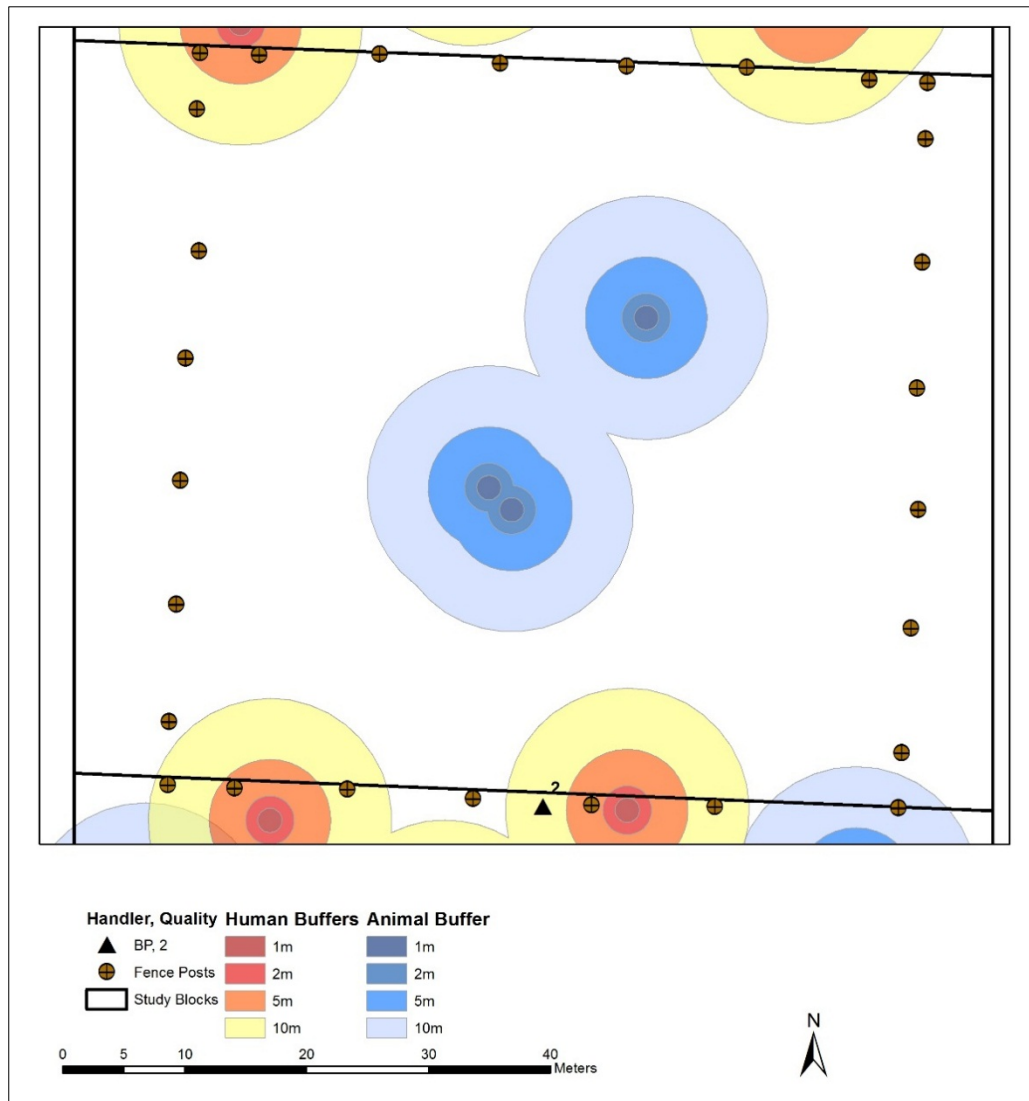 2
Handler, Quality
BP, 2
Fence Posts
Study Blocks
Human Buffers
1m
2m
5m
10m
Animal Buffer
1m
2m
5m
10m
0 5 10 20 30 40
Meters
N